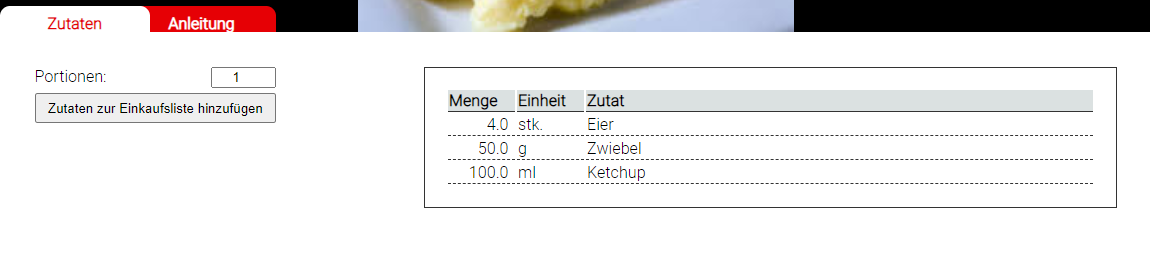 Zutaten Anleitung
Portionen: 1
Zutaten zur Einkaufsliste hinzufügen
Menge Einheit Zutat
4.0 stk. Eier
50.0 g Zwiebel
100.0 ml Ketchup